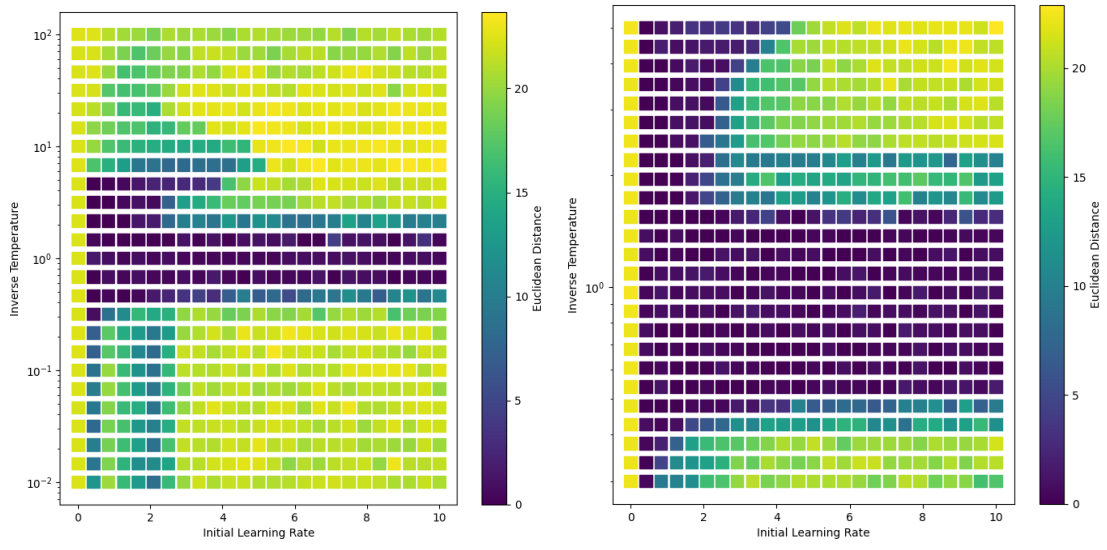 10²
10¹
10⁰
10⁻¹
10⁻²
Inverse Temperature
0 2 4 6 8 10
Initial Learning Rate
20
15
10
5
0
Euclidean Distance
10⁰
Inverse Temperature
0 2 4 6 8 10
Initial Learning Rate
20
15
10
5
0
Euclidean Distance